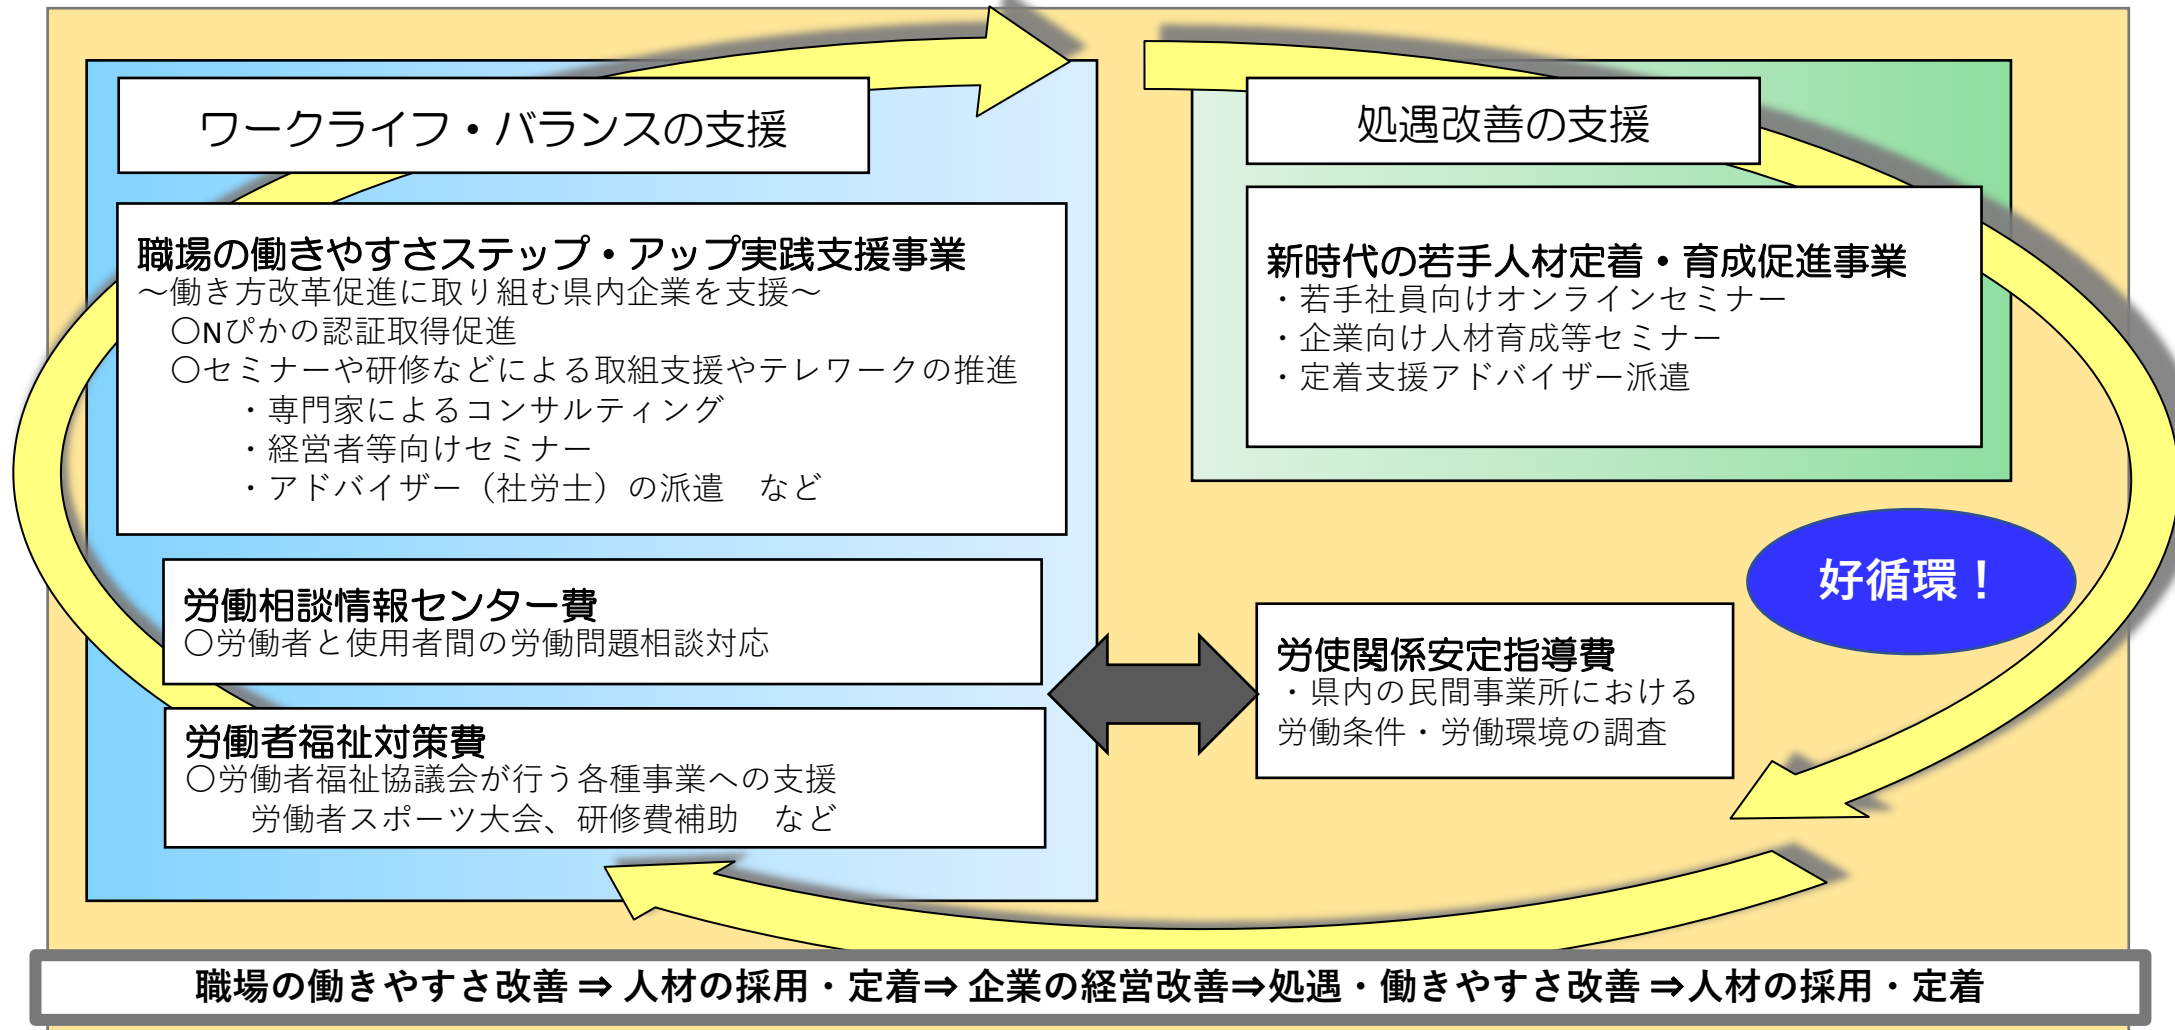 ワークライフ・バランスの支援
職場の働きやすさステップ・アップ実践支援事業
～働き方改革促進に取り組む県内企業を支援～
〇Nぴかの認証取得促進
〇セミナーや研修などによる取組支援やテレワークの推進
・専門家によるコンサルティング
・経営者等向けセミナー
・アドバイザー（社労士）の派遣　など
労働相談情報センター費
〇労働者と使用者間の労働問題相談対応
労働者福祉対策費
〇労働者福祉協議会が行う各種事業への支援
労働者スポーツ大会、研修費補助　など
処遇改善の支援
新時代の若手人材定着・育成促進事業
・若手社員向けオンラインセミナー
・企業向け人材育成等セミナー
・定着支援アドバイザー派遣
好循環！
労使関係安定指導費
・県内の民間事業所における
労働条件・労働環境の調査
職場の働きやすさ改善 ⇒ 人材の採用・定着⇒ 企業の経営改善⇒処遇・働きやすさ改善 ⇒人材の採用・定着